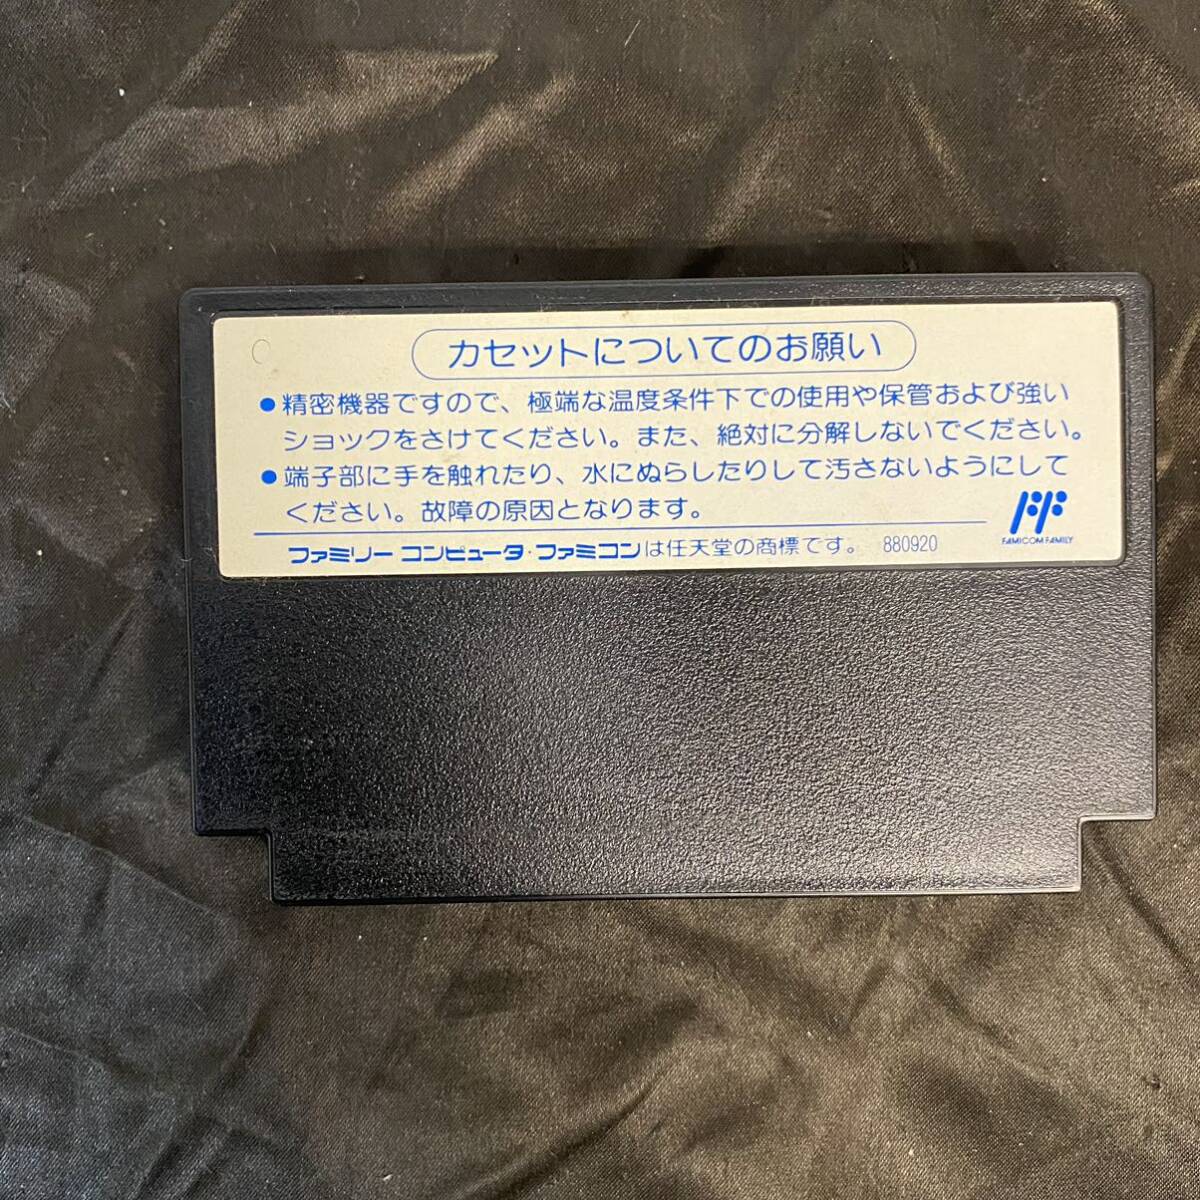 カセットについてのお願い
●精密機器ですので、極端な温度条件下での使用や保管および強い
ショックをさけてください。また、絶対に分解しないでください。
●端子部に手を触れたり、水にぬらしたりして汚さないようにして
ください。故障の原因となります。
FF
FAMICOM FAMILY
ファミリー コンピュータ・ファミコンは任天堂の商標です。 880920